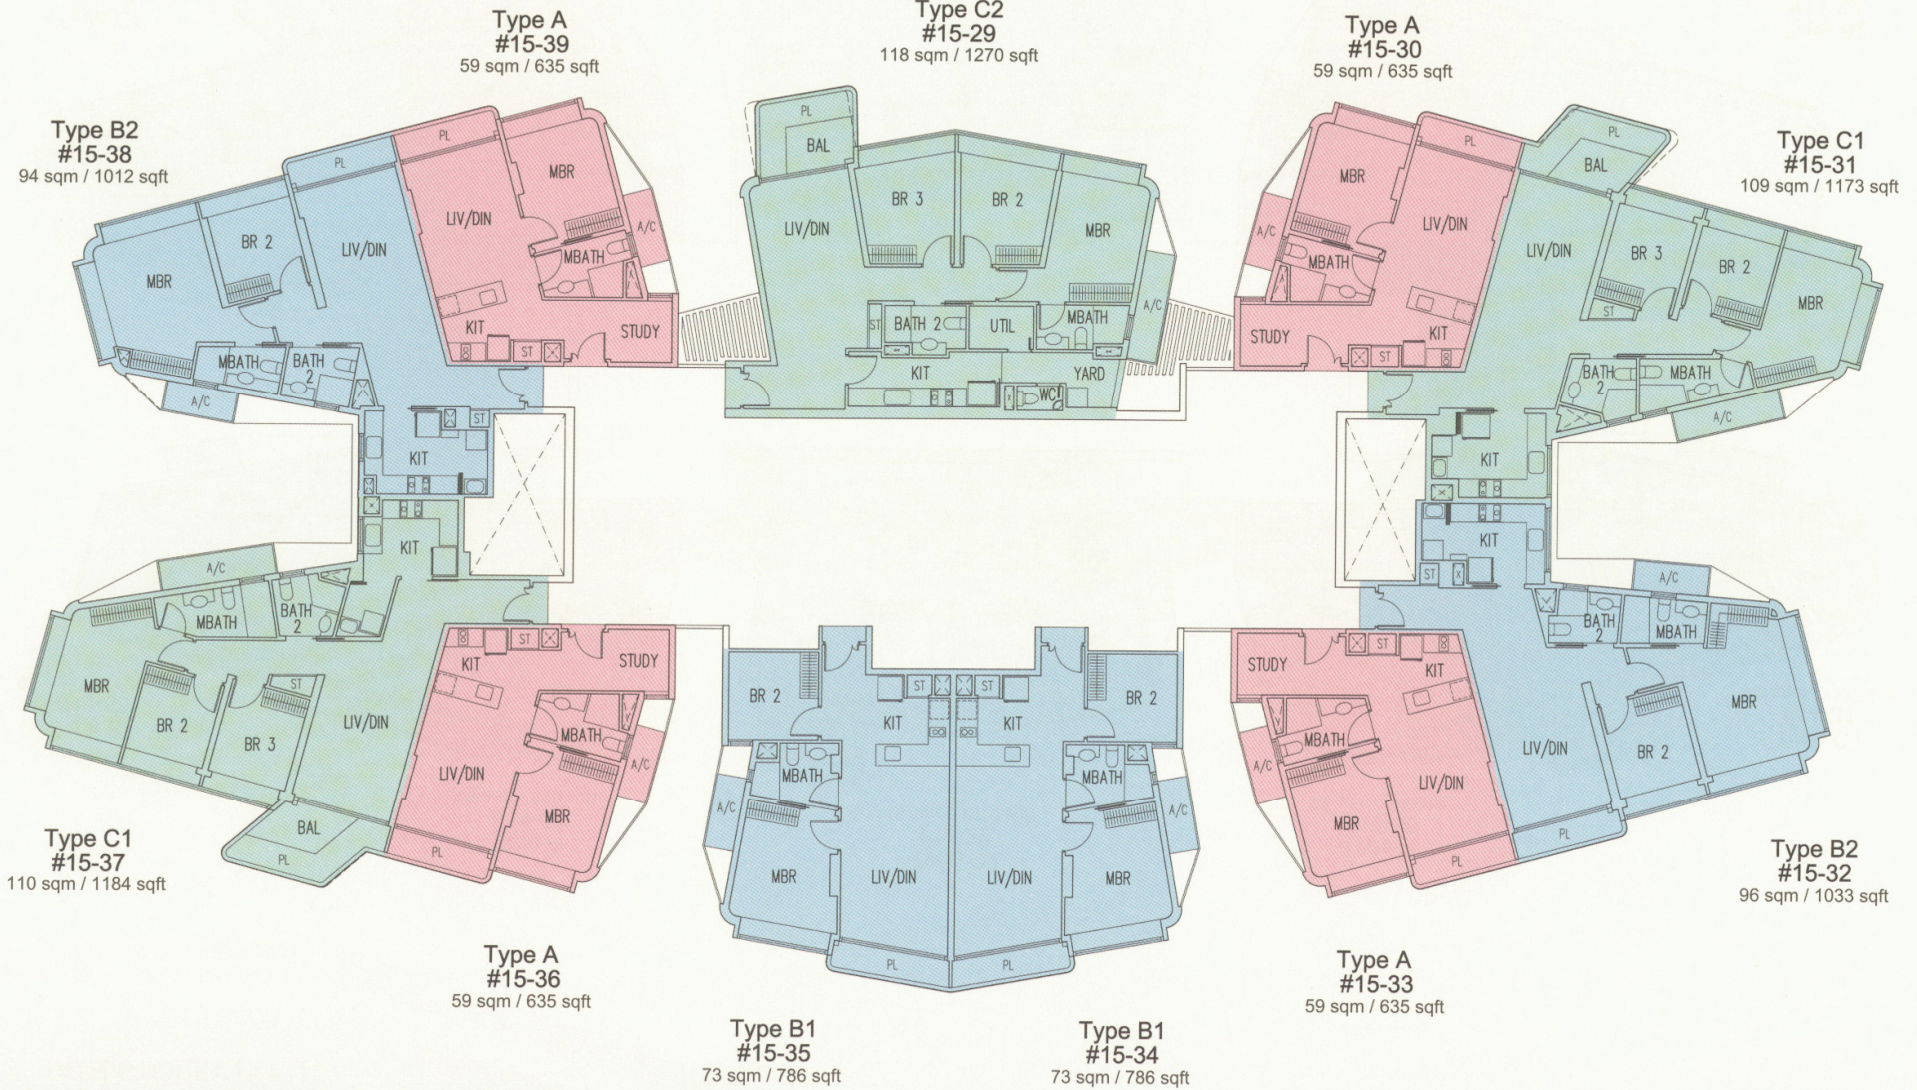 Type A
#15-39
59 sqm / 635 sqft
Type C2
#15-29
118 sqm / 1270 sqft
Type A
#15-30
59 sqm / 635 sqft
Type B2
#15-38
94 sqm / 1012 sqft
Type C1
#15-31
109 sqm / 1173 sqft
PL
PL
MBR
LIV/DIN
BR 2
LIV/DIN
MBR
A/C
MBATH
KIT
ST
STUDY
MBATH
BATH 2
A/C
ST
KIT
PL
BAL
BR 3
BR 2
LIV/DIN
MBR
A/C
ST
BATH 2
UTIL
MBATH
KIT
YARD
WC
PL
PL
BAL
MBR
LIV/DIN
A/C
MBATH
STUDY
ST
KIT
LIV/DIN
BR 3
BR 2
MBR
ST
BATH 2
MBATH
A/C
KIT
KIT
A/C
MBATH
BATH 2
MBR
BR 2
BR 3
ST
LIV/DIN
BAL
PL
KIT
ST
STUDY
MBATH
A/C
LIV/DIN
MBR
PL
BR 2
ST
KIT
MBATH
A/C
MBR
LIV/DIN
PL
ST
KIT
BR 2
MBATH
A/C
LIV/DIN
MBR
PL
STUDY
ST
KIT
MBATH
A/C
LIV/DIN
MBR
PL
KIT
ST
A/C
BATH 2
MBATH
MBR
BR 2
LIV/DIN
PL
Type C1
#15-37
110 sqm / 1184 sqft
Type B2
#15-32
96 sqm / 1033 sqft
Type A
#15-36
59 sqm / 635 sqft
Type A
#15-33
59 sqm / 635 sqft
Type B1
#15-35
73 sqm / 786 sqft
Type B1
#15-34
73 sqm / 786 sqft